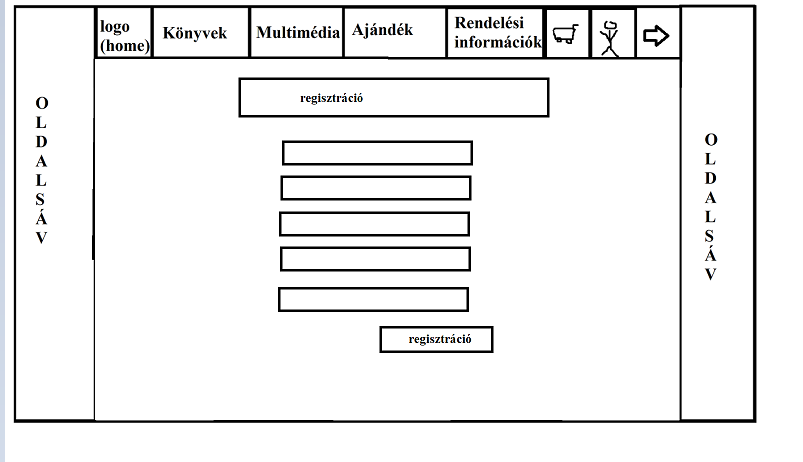 logo
(home)
Könyvek
Multimédia
Ajándék
Rendelési
információk
regisztráció
regisztráció
O
L
D
A
L
S
Á
V
O
L
D
A
L
S
Á
V